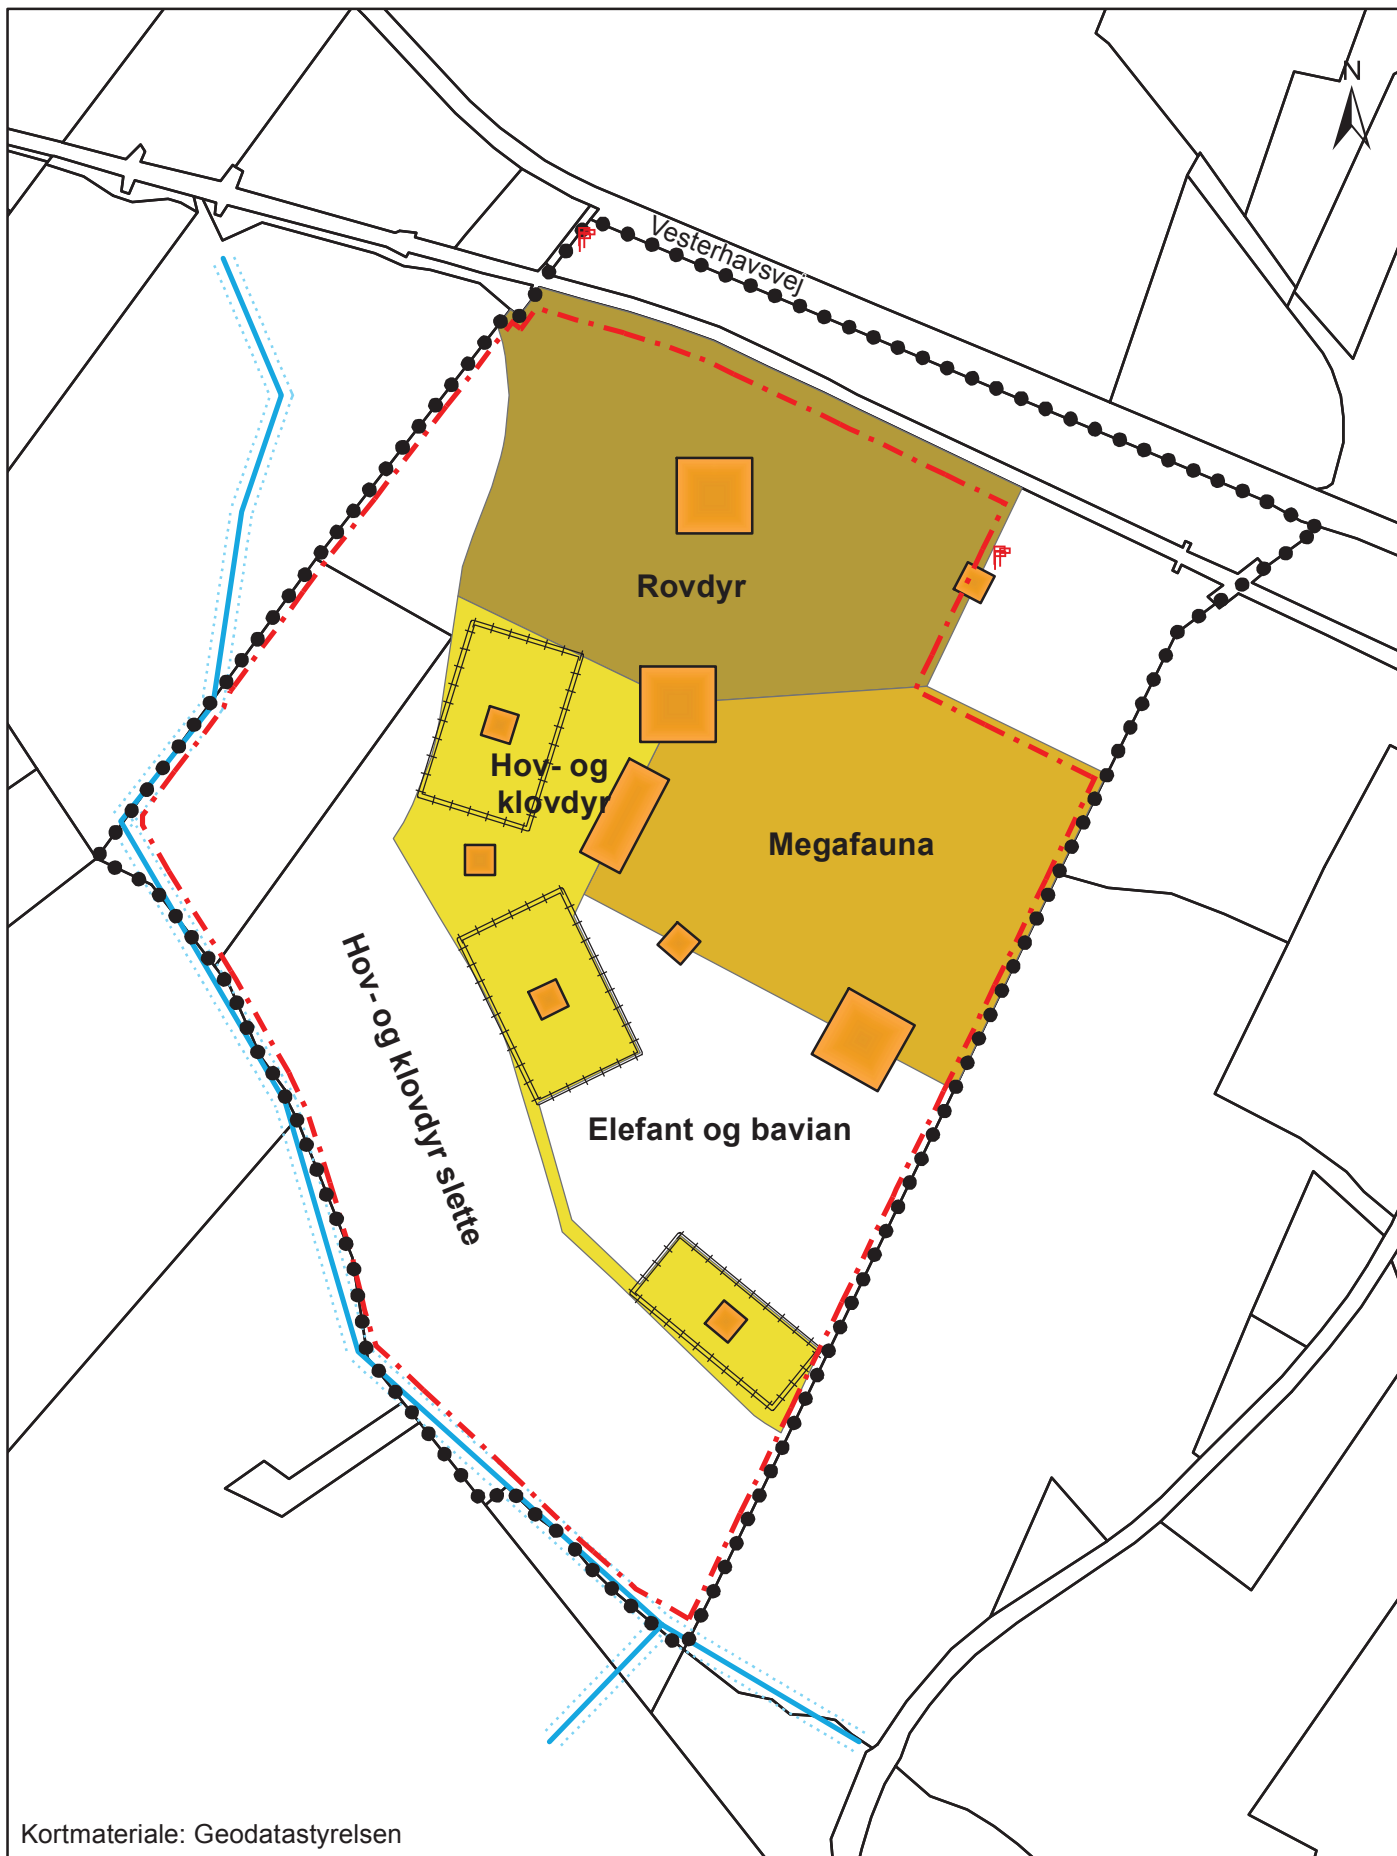 N
Vesterhavsvej
Rovdyr
Hov- og
klovdyr
Megafauna
Hov- og klovdyr slette
Elefant og bavian
Kortmateriale: Geodatastyrelsen